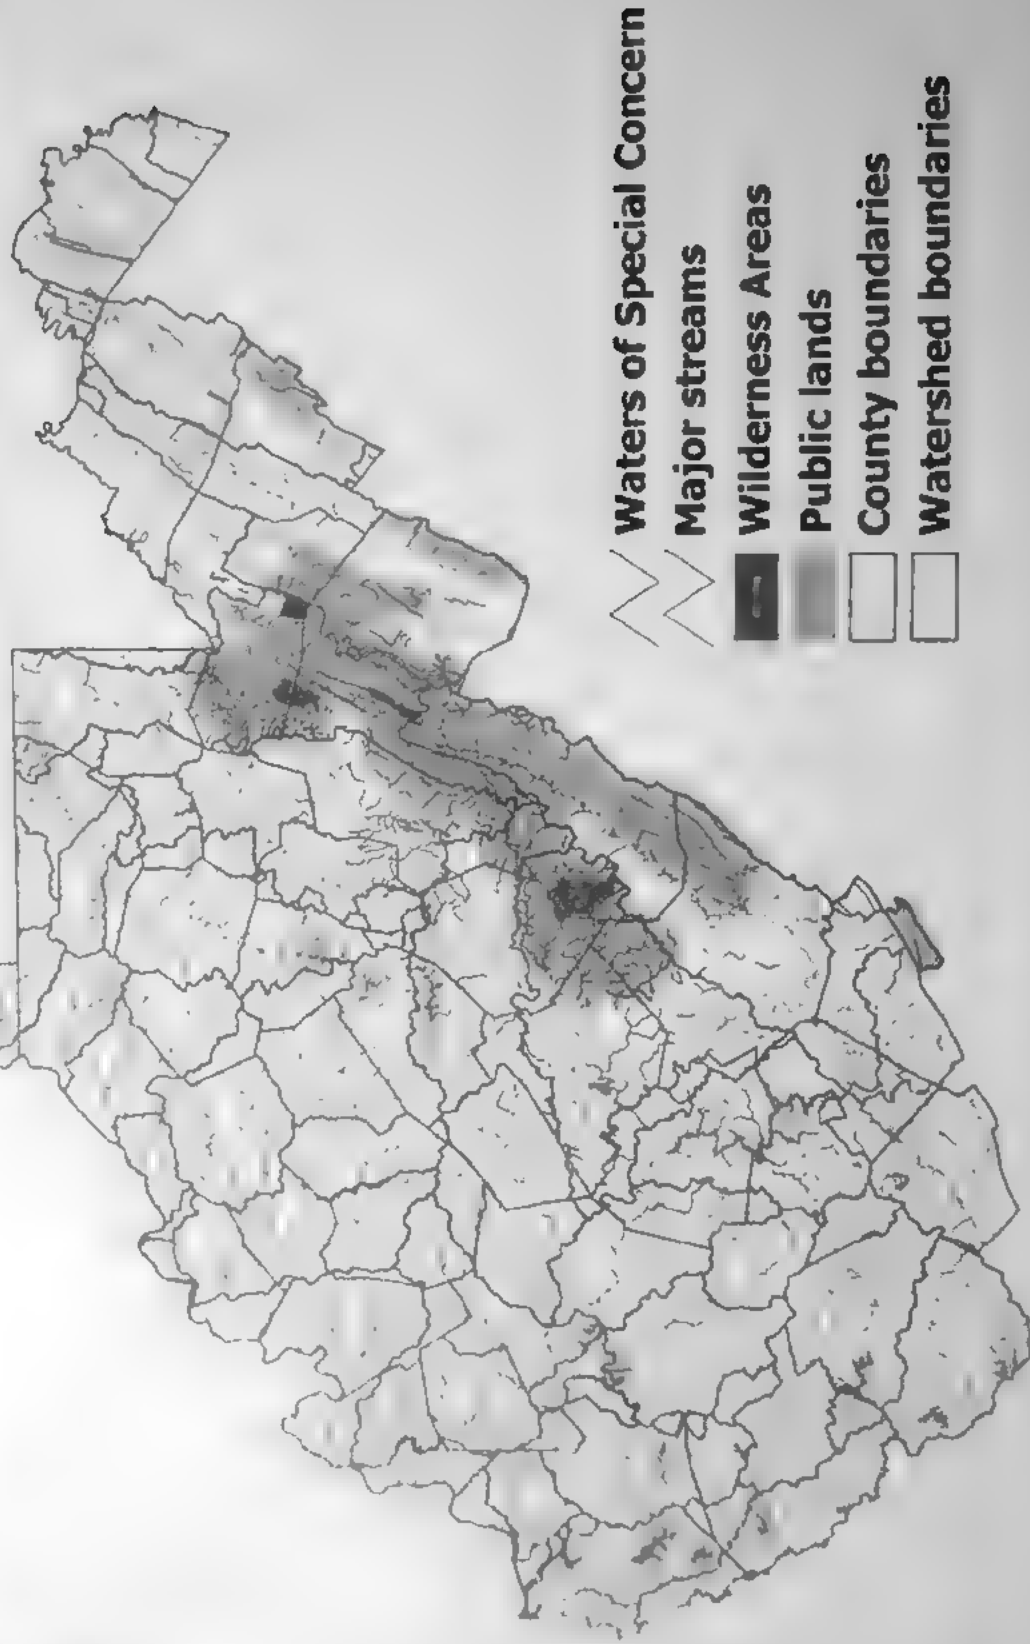 Waters of Special Concern
Major streams
Wilderness Areas
Public lands
County boundaries
Watershed boundaries